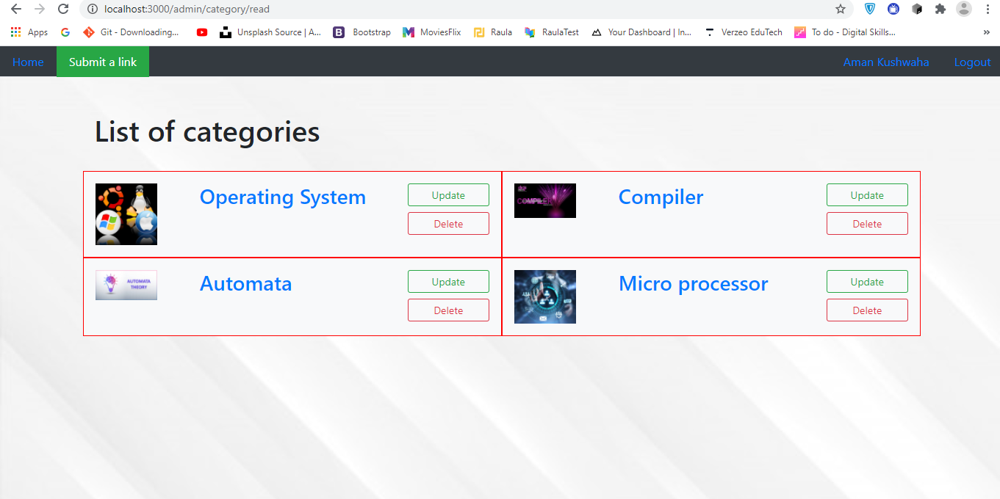 localhost:3000/admin/category/read
Apps Git - Downloading... Unsplash Source | A... Bootstrap MoviesFlix Raula RaulaTest Your Dashboard | In... Verzeo EduTech To do - Digital Skills... »
Home Submit a link Aman Kushwaha Logout
List of categories
Operating System Update
Delete
COMPILER Compiler Update
Delete
AUTOMATA THEORY Automata Update
Delete
Micro processor Update
Delete